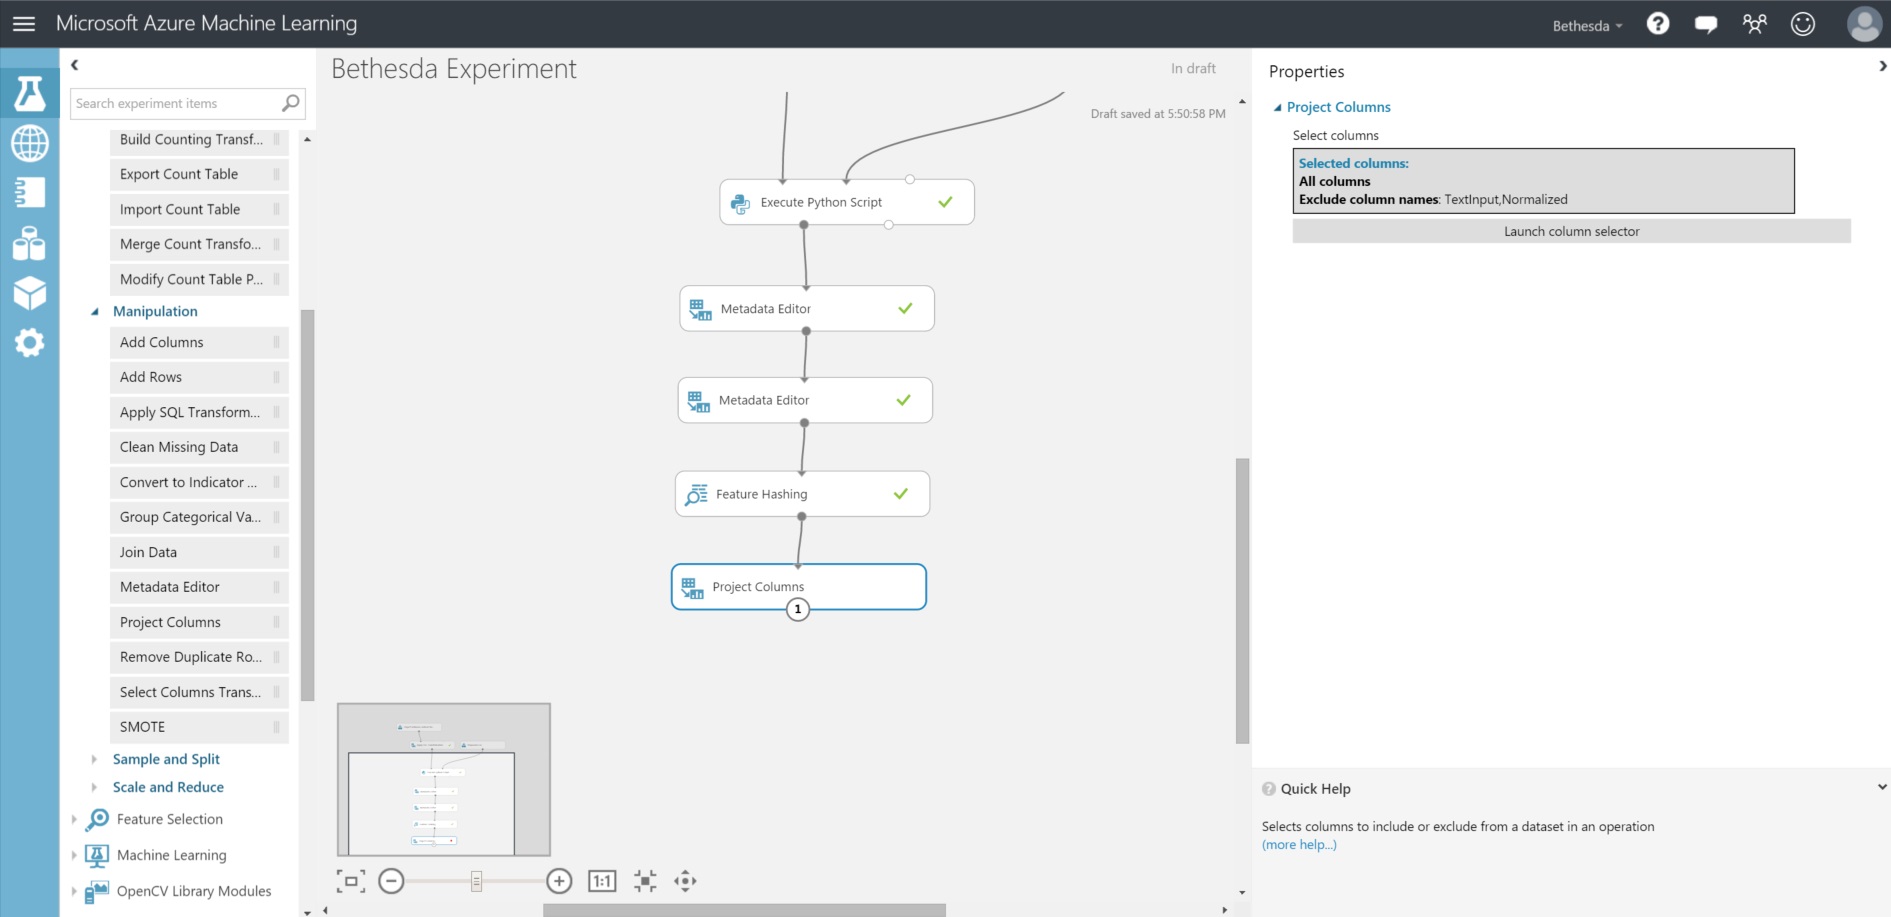 Microsoft Azure Machine Learning
Bethesda
Search experiment items
Build Counting Transf...
Export Count Table
Import Count Table
Merge Count Transfo...
Modify Count Table P...
Manipulation
Add Columns
Add Rows
Apply SQL Transform...
Clean Missing Data
Convert to Indicator ...
Group Categorical Va...
Join Data
Metadata Editor
Project Columns
Remove Duplicate Ro...
Select Columns Trans...
SMOTE
Sample and Split
Scale and Reduce
Feature Selection
Machine Learning
OpenCV Library Modules
Bethesda Experiment
In draft
Draft saved at 5:50:58 PM
Execute Python Script
Metadata Editor
Metadata Editor
Feature Hashing
Project Columns
1
1:1
Properties
Project Columns
Select columns
Selected columns:
All columns
Exclude column names: TextInput,Normalized
Launch column selector
Quick Help
Selects columns to include or exclude from a dataset in an operation
(more help...)